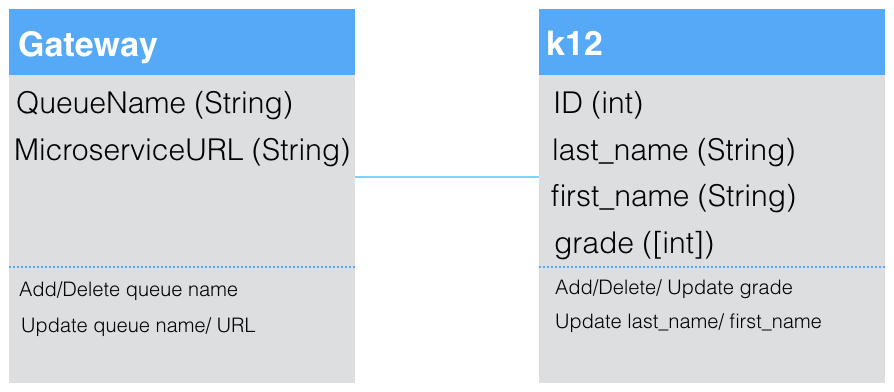 Gateway
QueueName (String)
MicroserviceURL (String)
Add/Delete queue name
Update queue name/ URL
k12
ID (int)
last_name (String)
first_name (String)
grade ([int])
Add/Delete/ Update grade
Update last_name/ first_name